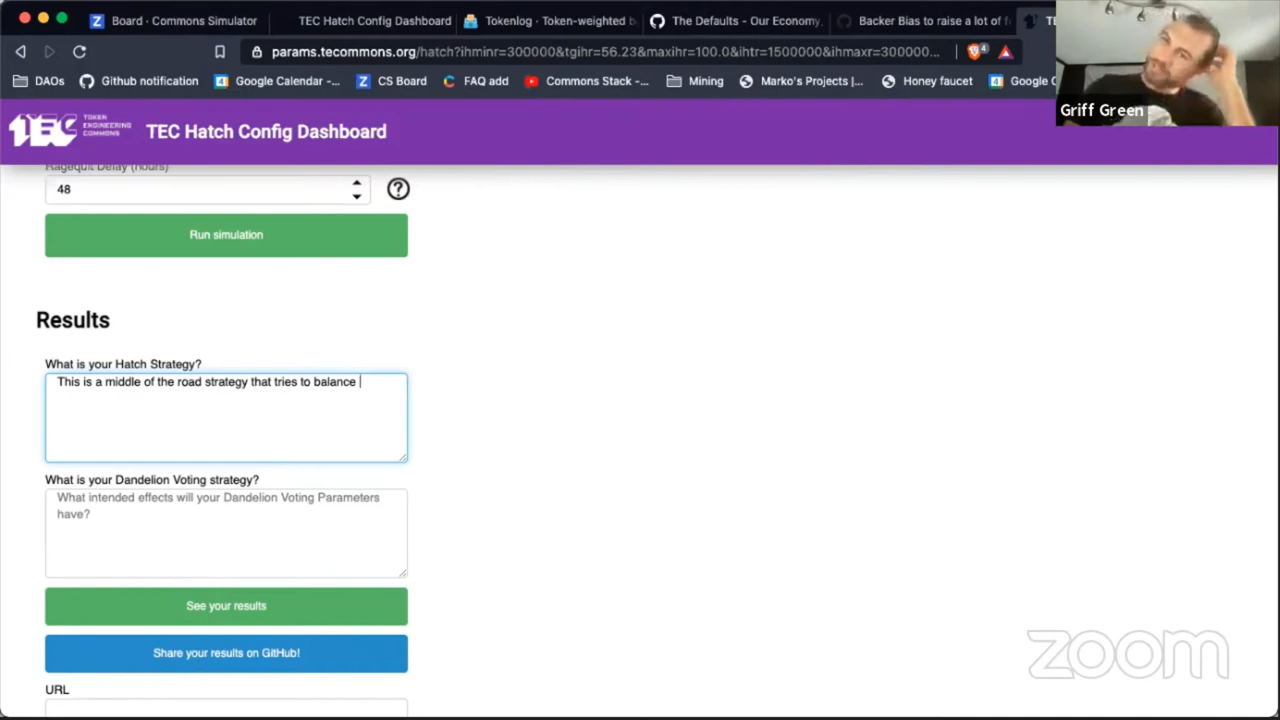 Board · Commons Simulator
TEC Hatch Config Dashboard
Tokenlog · Token-weighted b
The Defaults - Our Economy.
Backer Bias to raise a lot of f
params.tecommons.org/hatch?ihminr=300000&tgihr=56.23&maxihr=100.0&ihtr=1500000&ihmaxr=300000...
4
DAOs
Github notification
4
Google Calendar -...
Z
CS Board
C
FAQ add
Commons Stack -...
Mining
Marko's Projects |...
Honey faucet
4
Google C
Griff Green
TEC
TOKEN
ENGINEERING
COMMONS
TEC Hatch Config Dashboard
Ragequit Delay (hours)
48
?
Run simulation
Results
What is your Hatch Strategy?
This is a middle of the road strategy that tries to balance
What is your Dandelion Voting strategy?
What intended effects will your Dandelion Voting Parameters
have?
See your results
Share your results on GitHub!
URL
zoom